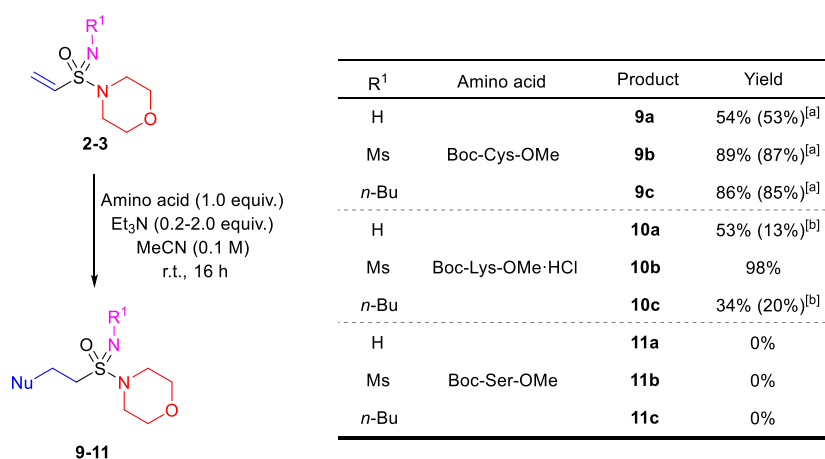 R¹
O
N
S
N
O
2-3
Amino acid (1.0 equiv.)
Et₃N (0.2-2.0 equiv.)
MeCN (0.1 M)
r.t., 16 h
R¹
O
N
S
Nu
N
O
9-11
R¹ Amino acid Product Yield
H 9a 54% (53%)[a]
Ms Boc-Cys-OMe 9b 89% (87%)[a]
n-Bu 9c 86% (85%)[a]
H 10a 53% (13%)[b]
Ms Boc-Lys-OMe·HCl 10b 98%
n-Bu 10c 34% (20%)[b]
H 11a 0%
Ms Boc-Ser-OMe 11b 0%
n-Bu 11c 0%